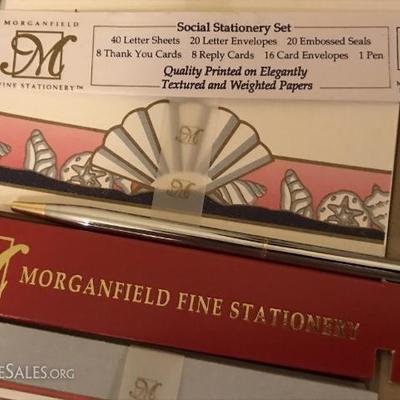 MORGANFIELD
M
FINE STATIONERY™
Social Stationery Set
40 Letter Sheets 20 Letter Envelopes 20 Embossed Seals
8 Thank You Cards 8 Reply Cards 16 Card Envelopes 1 Pen
Quality Printed on Elegantly
Textured and Weighted Papers
M
M
MORGANFIELD FINE STATIONERY
M
ESALES.ORG